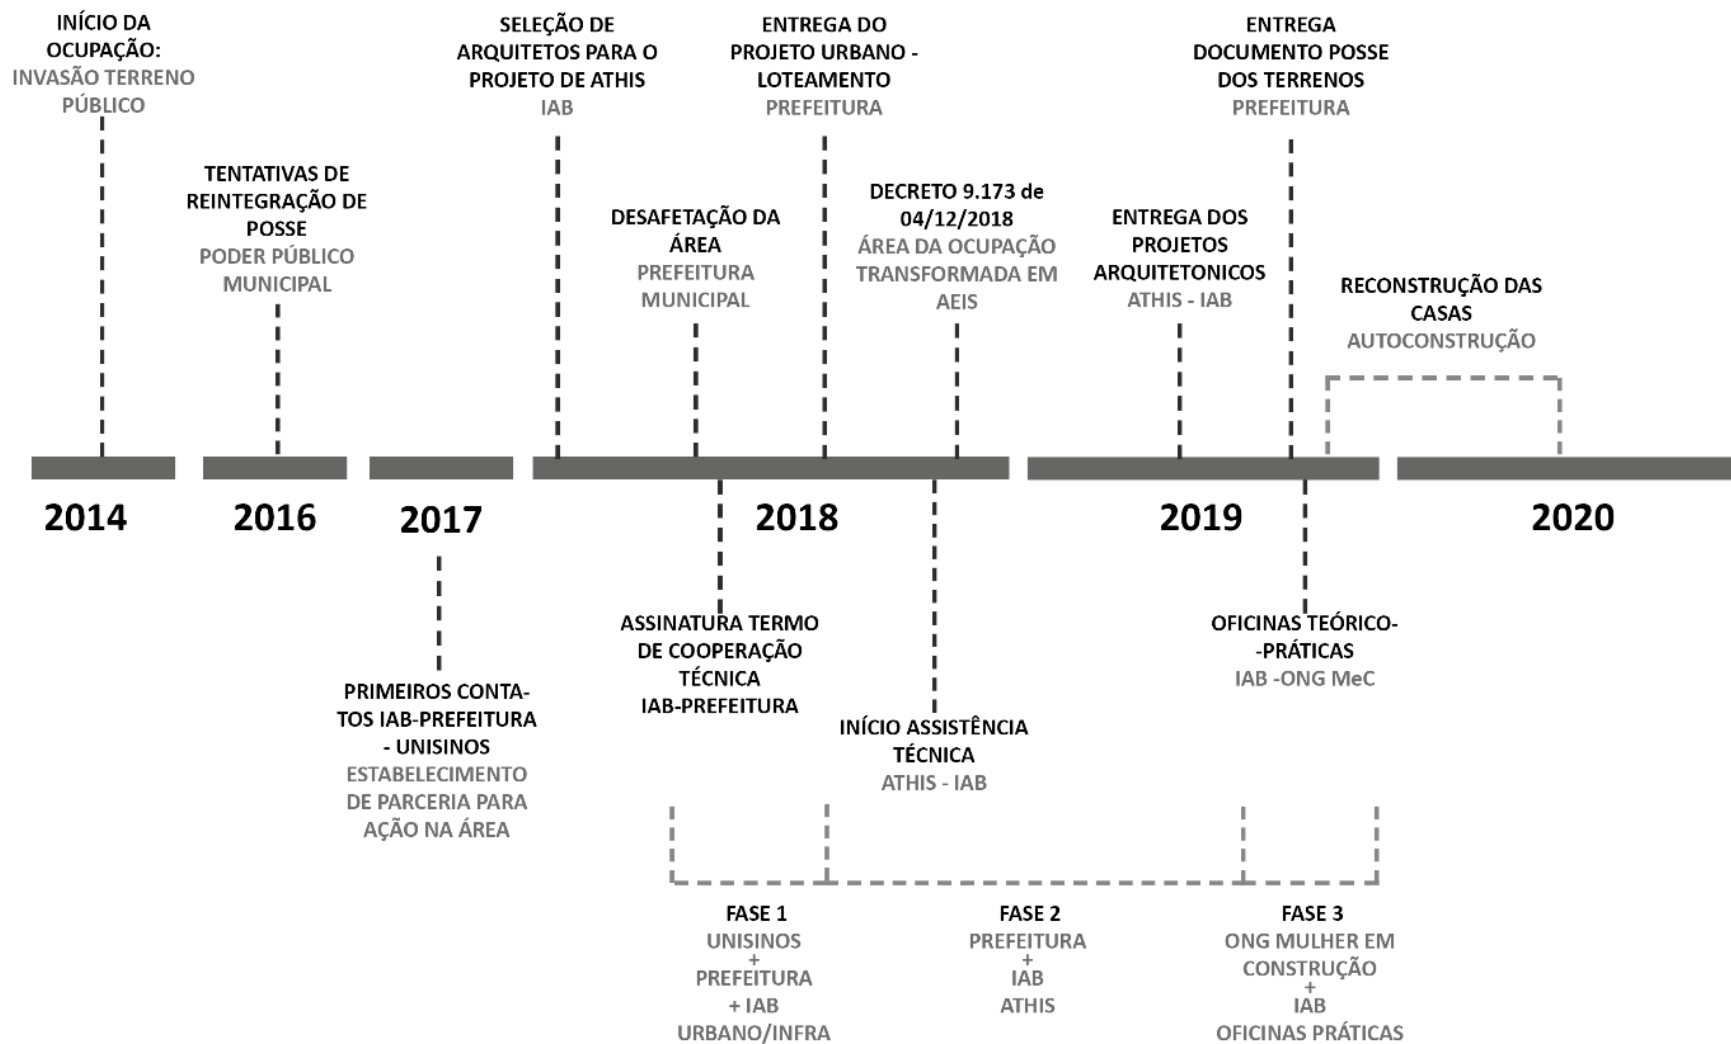 INÍCIO DA
OCUPAÇÃO:
INVASÃO TERRENO
PÚBLICO
TENTATIVAS DE
REINTEGRAÇÃO DE
POSSE
PODER PÚBLICO
MUNICIPAL
SELEÇÃO DE
ARQUITETOS PARA O
PROJETO DE ATHIS
IAB
DESAFETAÇÃO DA
ÁREA
PREFEITURA
MUNICIPAL
ENTREGA DO
PROJETO URBANO -
LOTEAMENTO
PREFEITURA
DECRETO 9.173 de
04/12/2018
ÁREA DA OCUPAÇÃO
TRANSFORMADA EM
AEIS
ENTREGA DOS
PROJETOS
ARQUITETONICOS
ATHIS - IAB
ENTREGA
DOCUMENTO POSSE
DOS TERRENOS
PREFEITURA
RECONSTRUÇÃO DAS
CASAS
AUTOCONSTRUÇÃO
2014
2016
2017
2018
2019
2020
PRIMEIROS CONTA-
TOS IAB-PREFEITURA
- UNISINOS
ESTABELECIMENTO
DE PARCERIA PARA
AÇÃO NA ÁREA
ASSINATURA TERMO
DE COOPERAÇÃO
TÉCNICA
IAB-PREFEITURA
INÍCIO ASSISTÊNCIA
TÉCNICA
ATHIS - IAB
OFICINAS TEÓRICO-
-PRÁTICAS
IAB -ONG MeC
FASE 1
UNISINOS
+
PREFEITURA
+ IAB
URBANO/INFRA
FASE 2
PREFEITURA
+
IAB
ATHIS
FASE 3
ONG MULHER EM
CONSTRUÇÃO
+
IAB
OFICINAS PRÁTICAS